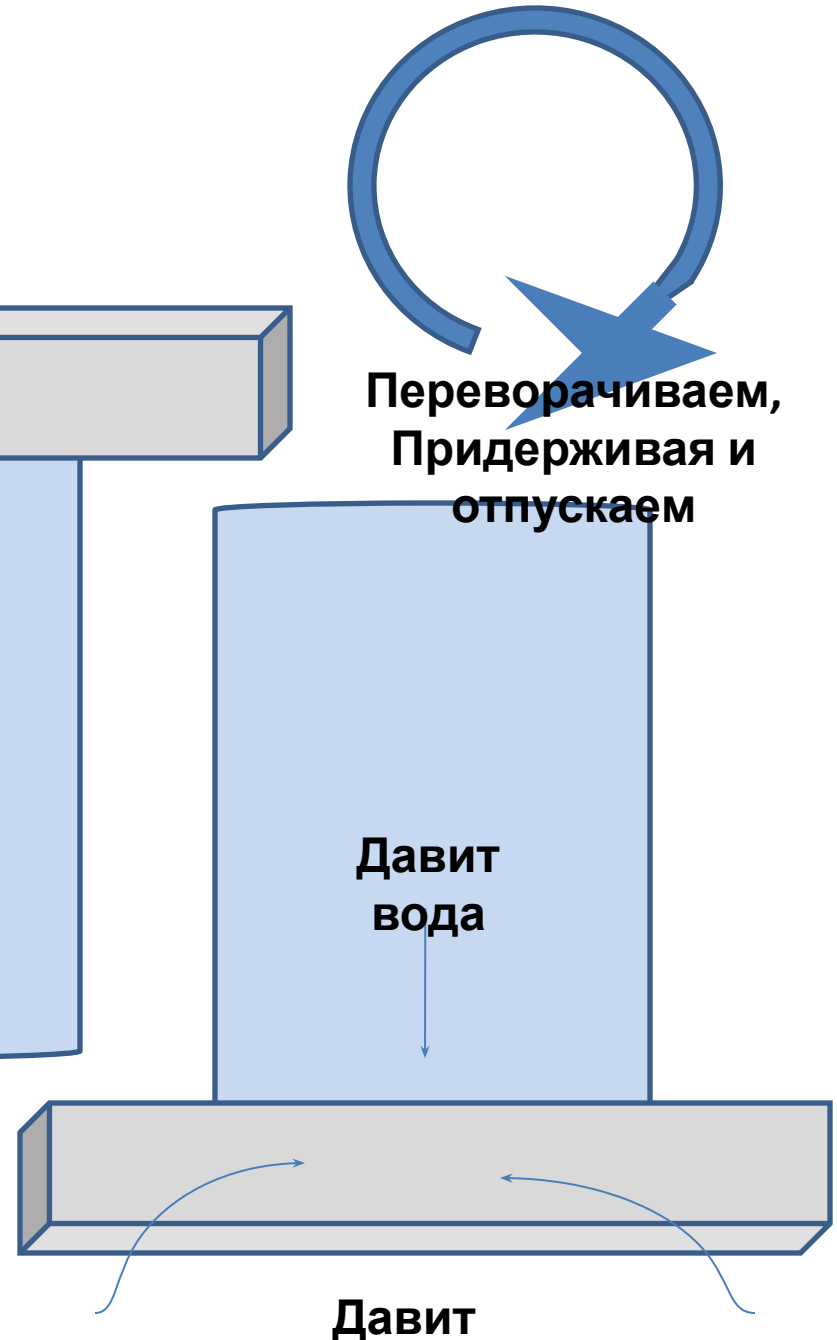 Переворачиваем,
Придерживая и
отпускаем
Давит
вода
Давит